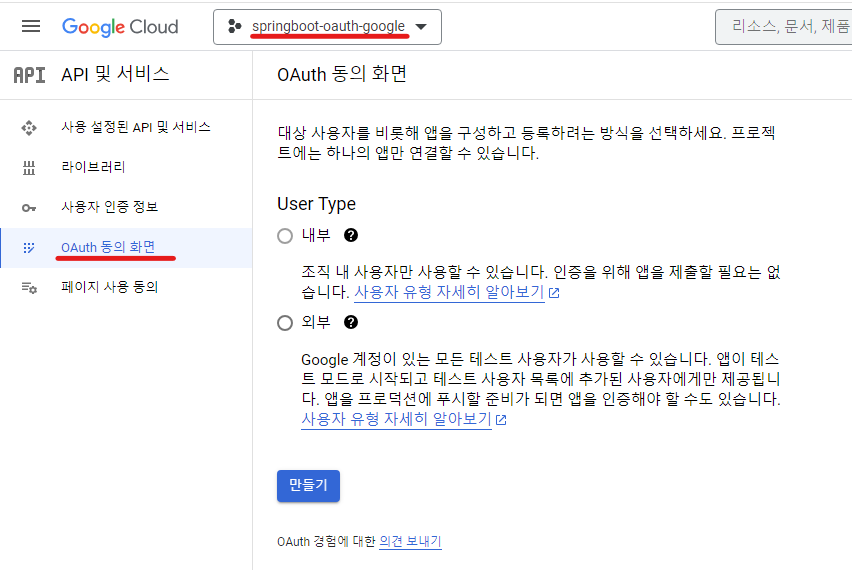 Google Cloud
springboot-oauth-google
리소스, 문서, 제품
API
API 및 서비스
OAuth 동의 화면
사용 설정된 API 및 서비스
라이브러리
사용자 인증 정보
OAuth 동의 화면
페이지 사용 동의
대상 사용자를 비롯해 앱을 구성하고 등록하려는 방식을 선택하세요. 프로젝
트에는 하나의 앱만 연결할 수 있습니다.
User Type
내부
조직 내 사용자만 사용할 수 있습니다. 인증을 위해 앱을 제출할 필요는 없
습니다. 사용자 유형 자세히 알아보기
외부
Google 계정이 있는 모든 테스트 사용자가 사용할 수 있습니다. 앱이 테스
트 모드로 시작되고 테스트 사용자 목록에 추가된 사용자에게만 제공됩니
다. 앱을 프로덕션에 푸시할 준비가 되면 앱을 인증해야 할 수도 있습니다.
사용자 유형 자세히 알아보기
만들기
OAuth 경험에 대한 의견 보내기